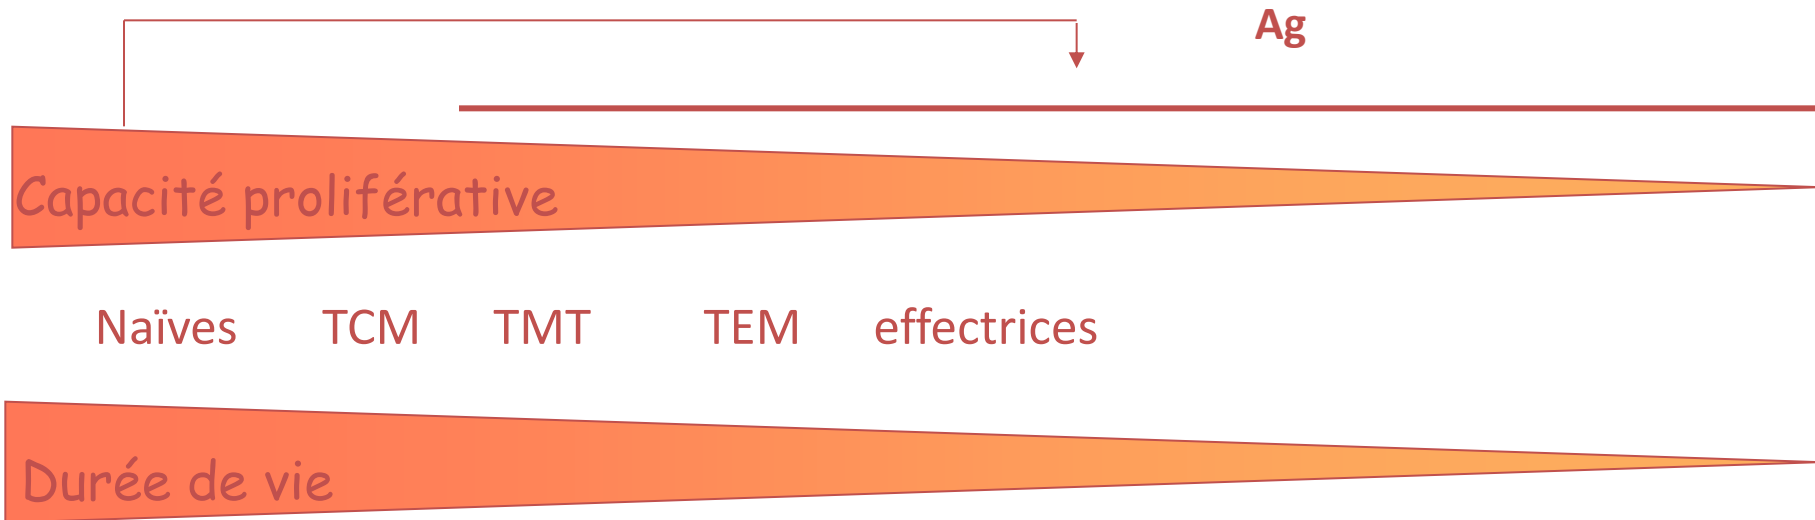 Ag
Capacité proliférative
Naïves TCM TMT TEM effectrices
Durée de vie